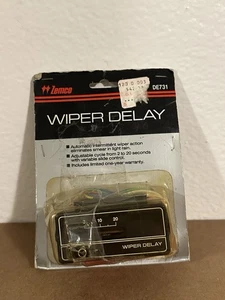 Zemco
DE731
WIPER DELAY
Automatic intermittent wiper action
eliminates smear in light rain.
Adjustable cycle from 2 to 20 seconds
with variable slide control.
Includes limited one-year warranty.
10 20
WIPER DELAY